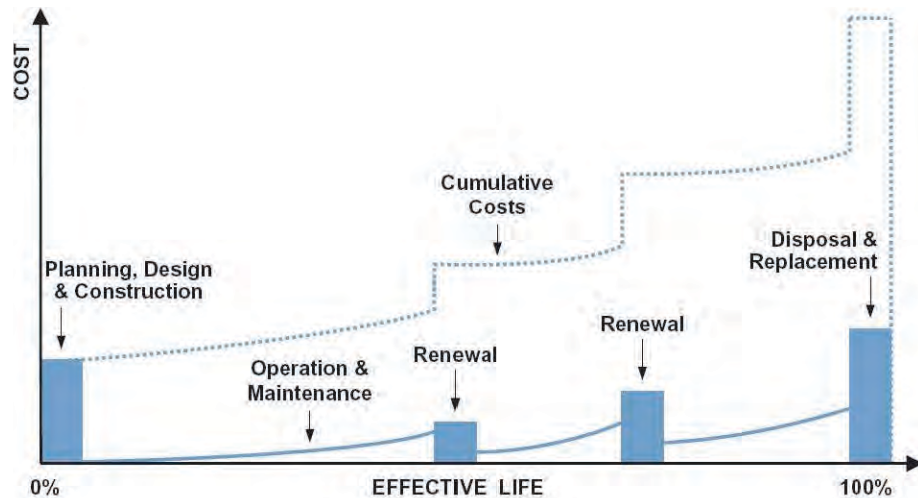 COST
Cumulative
Costs
Planning, Design
& Construction
Disposal &
Replacement
Renewal
Operation &
Maintenance
Renewal
0%
EFFECTIVE LIFE
100%